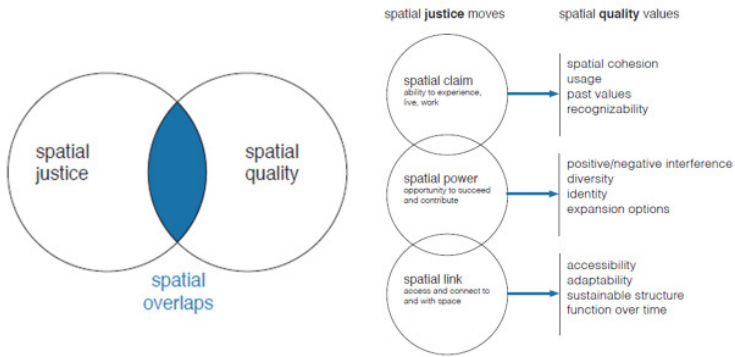 spatial
justice
spatial
quality
spatial
overlaps
spatial justice moves
spatial claim
ability to experience,
live, work
spatial power
opportunity to succeed
and contribute
spatial link
access and connect to
and with space
spatial quality values
spatial cohesion
usage
past values
recognizability
positive/negative interference
diversity
identity
expansion options
accessibility
adaptability
sustainable structure
function over time